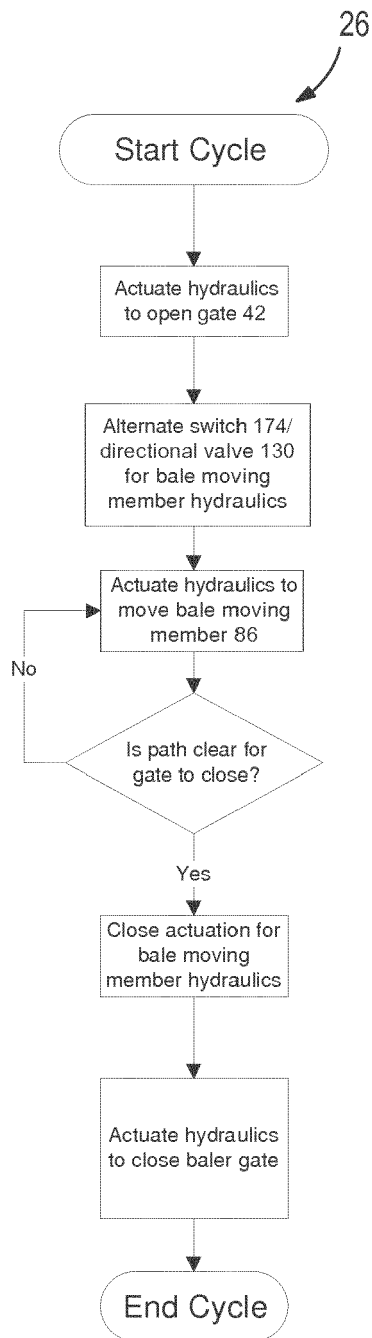 26
Start Cycle
Actuate hydraulics
to open gate 42
Alternate switch 174/
directional valve 130
for bale moving
member hydraulics
Actuate hydraulics to
move bale moving
member 86
No
Is path clear for
gate to close?
Yes
Close actuation for
bale moving
member hydraulics
Actuate hydraulics
to close baler gate
End Cycle